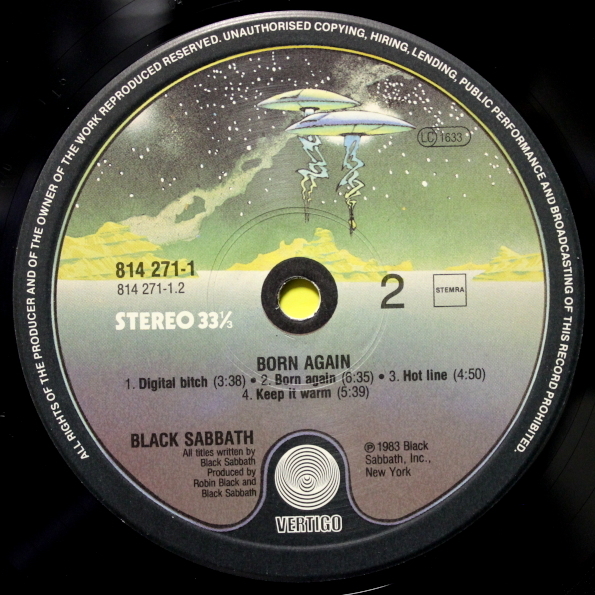 ALL RIGHTS OF THE PRODUCER AND OF THE OWNER OF THE WORK REPRODUCED RESERVED. UNAUTHORISED COPYING, HIRING, LENDING, PUBLIC PERFORMANCE AND BROADCASTING OF THIS RECORD PROHIBITED.
LC 1633
814 271-1
814 271-1.2
2
STEMRA
STEREO 33⅓
BORN AGAIN
1. Digital bitch (3:38) • 2. Born again (6:35) • 3. Hot line (4:50)
4. Keep it warm (5:39)
BLACK SABBATH
All titles written by
Black Sabbath
Produced by
Robin Black and
Black Sabbath
℗ 1983 Black
Sabbath, Inc.,
New York
VERTIGO